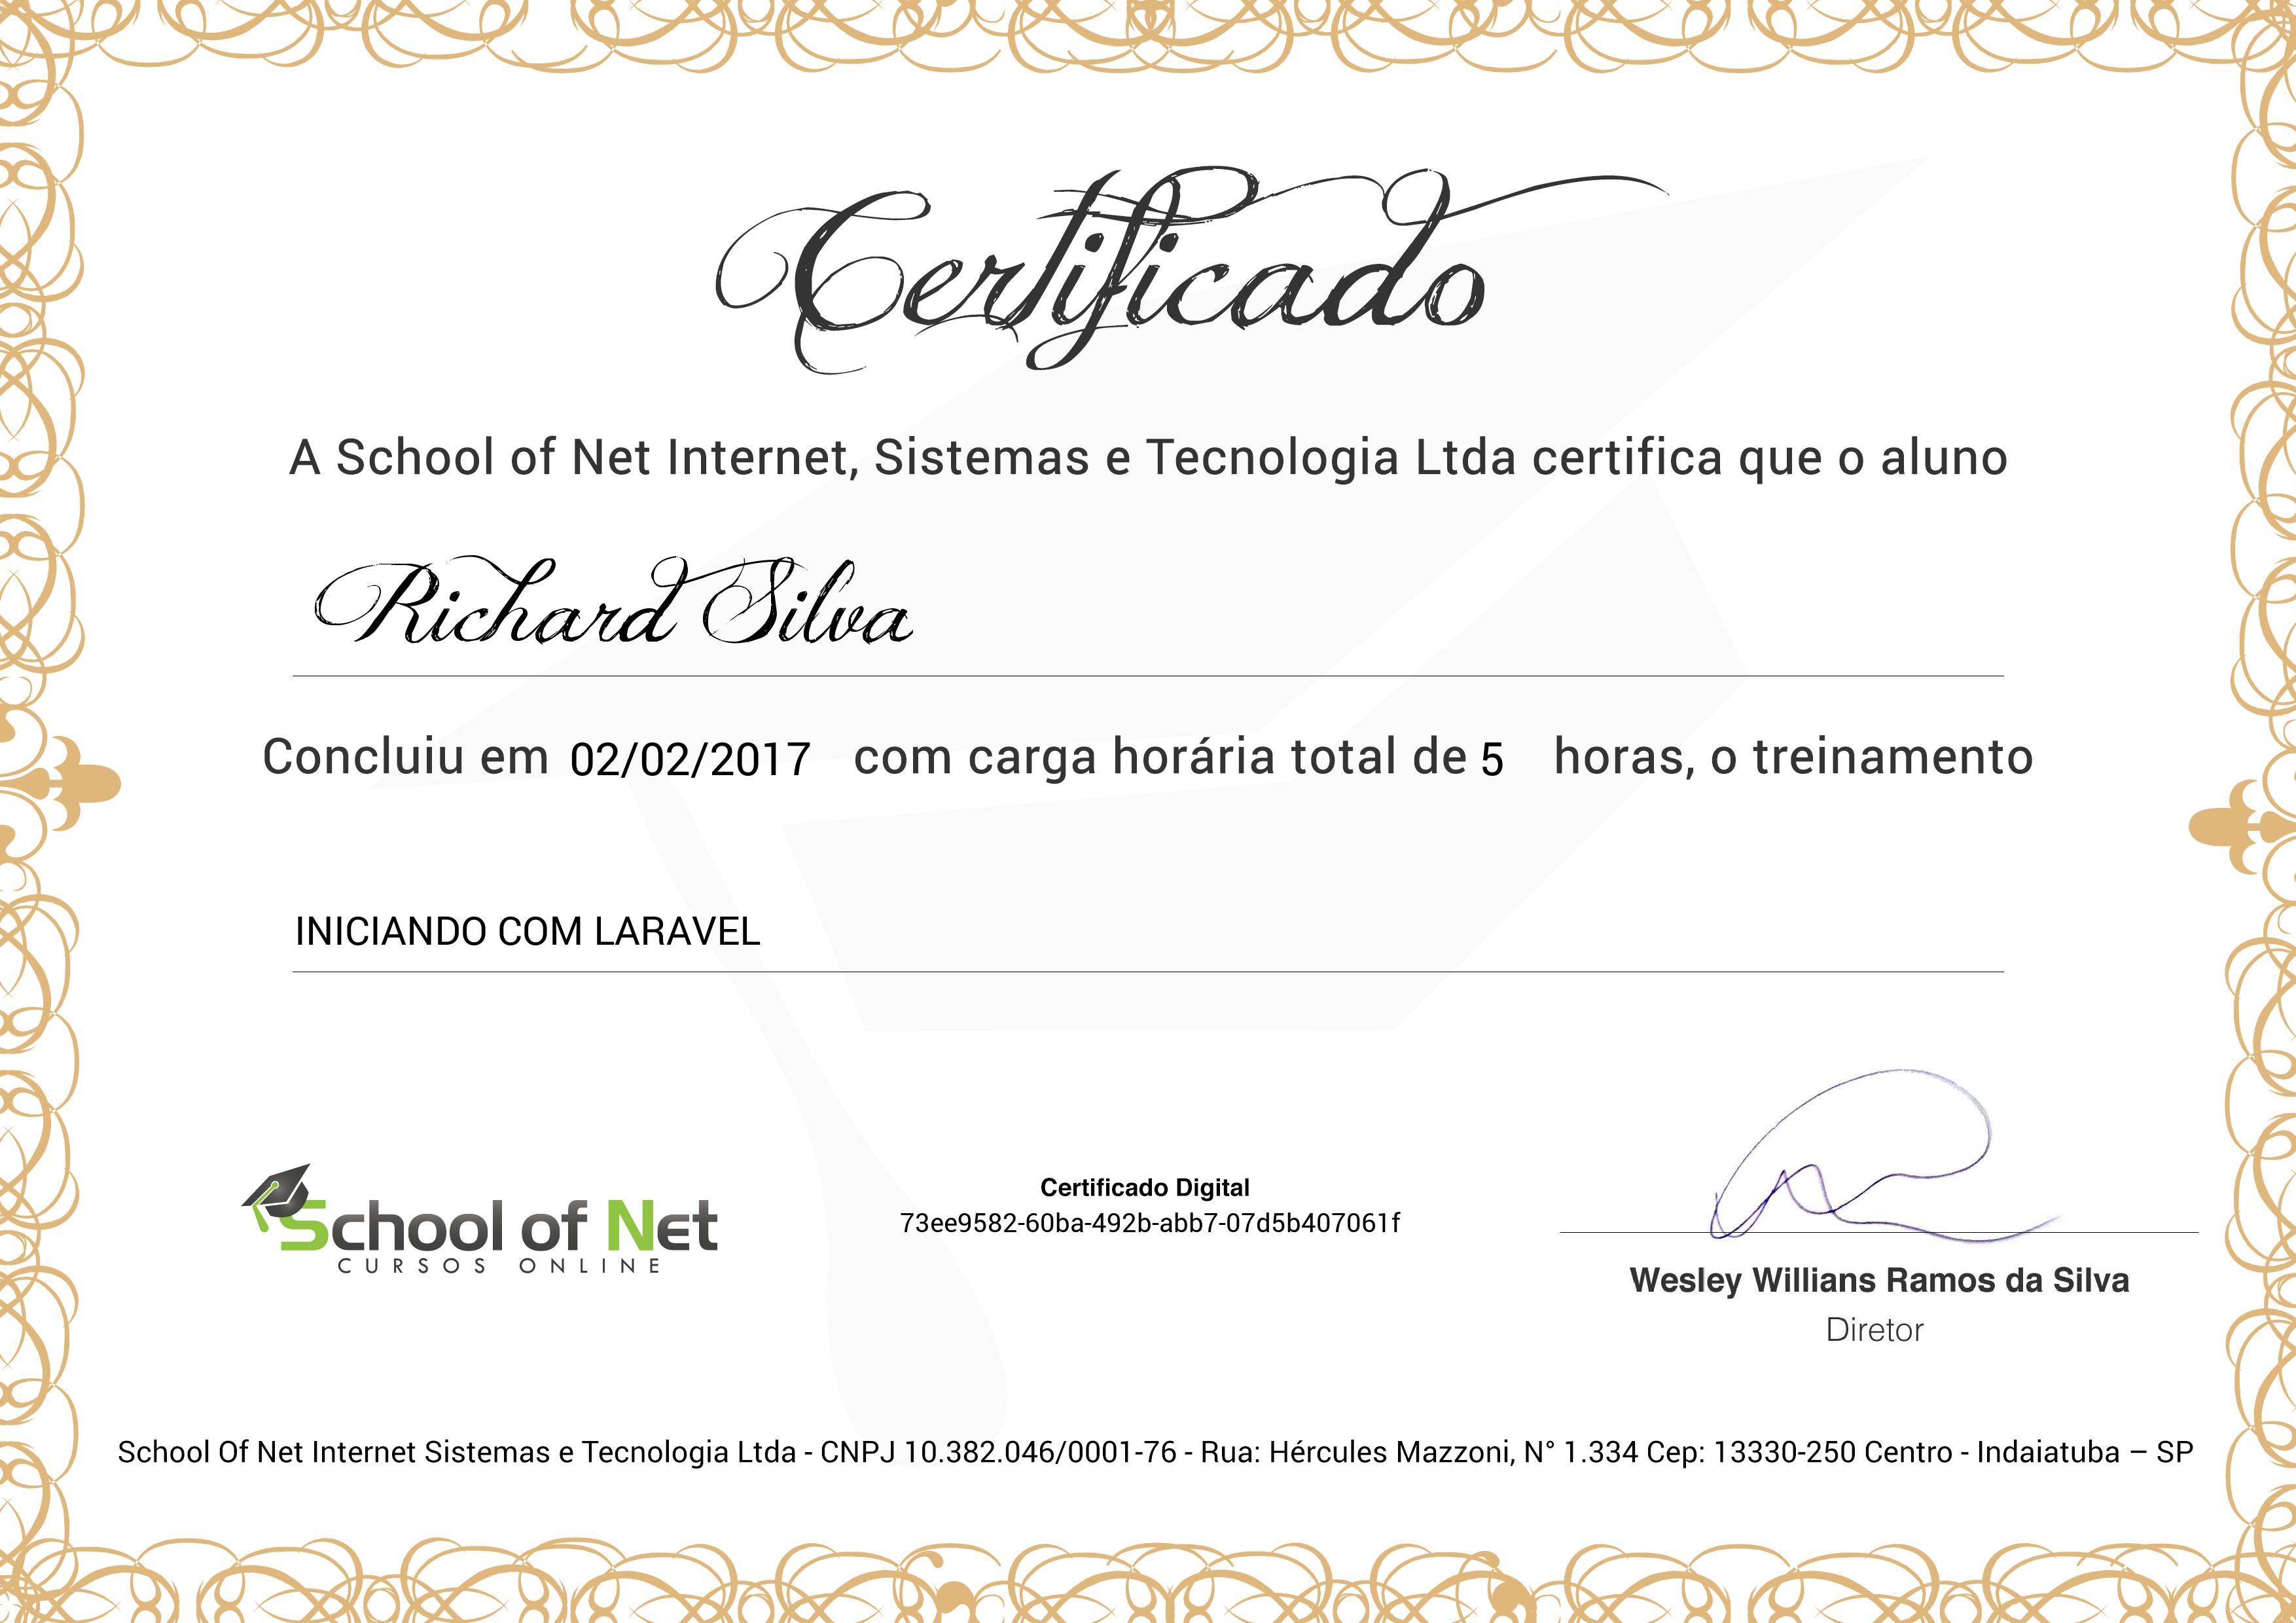 Certificado
A School of Net Internet, Sistemas e Tecnologia Ltda certifica que o aluno
Richard Silva
Concluiu em 02/02/2017 com carga horária total de 5 horas, o treinamento
INICIANDO COM LARAVEL
School of Net
CURSOS ONLINE
Certificado Digital
73ee9582-60ba-492b-abb7-07d5b407061f
Wesley Willians Ramos da Silva
Diretor
School Of Net Internet Sistemas e Tecnologia Ltda - CNPJ 10.382.046/0001-76 - Rua: Hércules Mazzoni, N° 1.334 Cep: 13330-250 Centro - Indaiatuba – SP